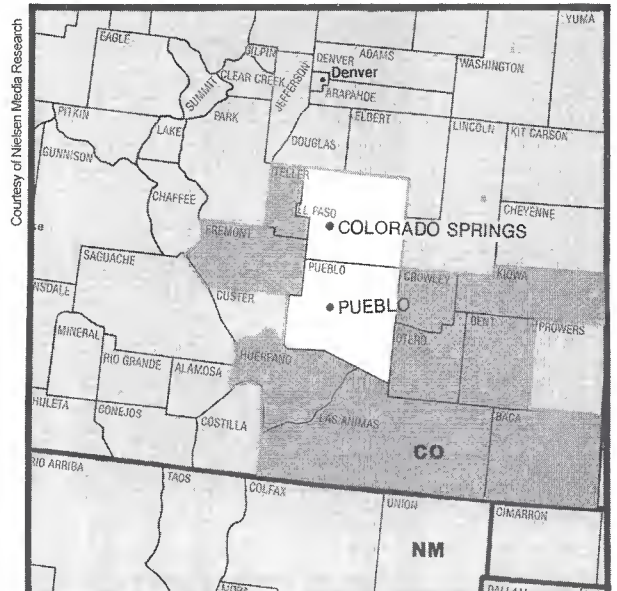 Courtesy of Nielsen Media Research
YUMA
EAGLE
GILPIN
ADAMS
DENVER
WASHINGTON
Denver
CLEAR CREEK
SUMMIT
JEFFERSON
ARAPAHOE
PITKIN
LAKE
PARK
ELBERT
LINCOLN
KIT CARSON
DOUGLAS
GUNNISON
TELLER
CHAFFEE
CHEYENNE
EL PASO
COLORADO SPRINGS
FREMONT
SAGUACHE
PUEBLO
CROWLEY
KIOWA
NSDALE
CUSTER
PUEBLO
BENT
PROWERS
MINERAL
OTERO
RIO GRANDE
ALAMOSA
HUERFANO
HULETA
CONEJOS
COSTILLA
LAS ANIMAS
BACA
CO
RIO ARRIBA
TAOS
COLFAX
UNION
CIMARRON
NM